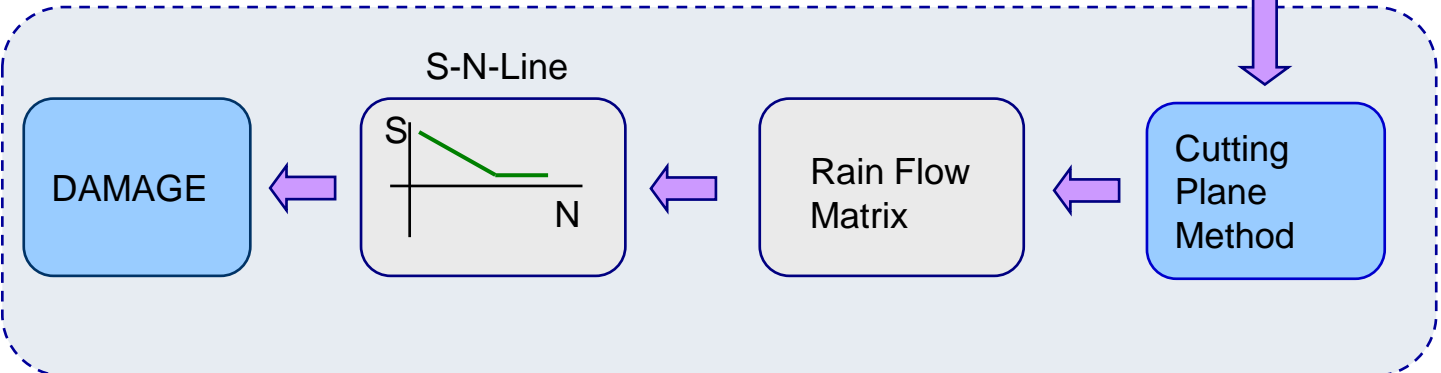 S-N-Line
DAMAGE
S
N
Rain Flow
Matrix
Cutting
Plane
Method